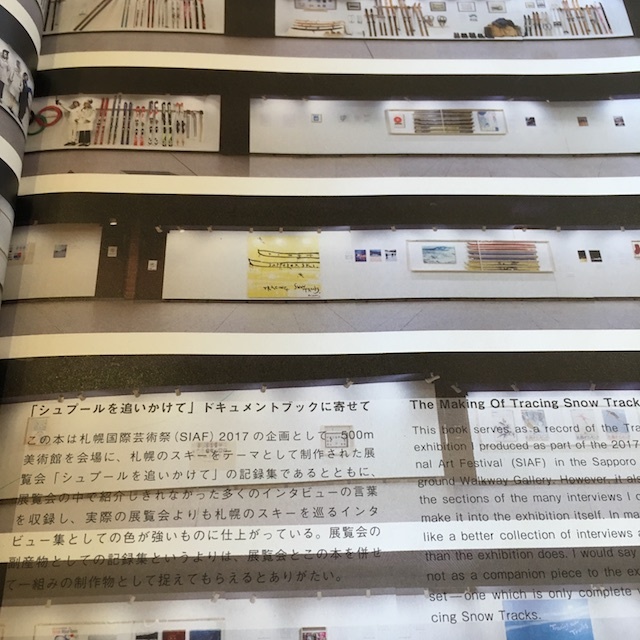 「シュプールを追いかけて」ドキュメントブックに寄せて
この本は札幌国際芸術祭(SIAF)2017の企画として、500m
美術館を会場に、札幌のスキーをテーマとして制作された展
覧会「シュプールを追いかけて」の記録集であるとともに、
展覧会の中で紹介しきれなかった多くのインタビューの言葉
を収録し、実際の展覧会よりも札幌のスキーを巡るインタ
ビュー集としての色が強いものに仕上がっている。展覧会の
副産物としての記録集というよりは、展覧会とこの本を併せ
て一組みの制作物として捉えてもらえるとありがたい。
The Making Of Tracing Snow Track
This book serves as a record of the Tra
exhibition I produced as part of the 2017
nal Art Festival (SIAF) in the Sapporo
ground Walkway Gallery. However, it al
the sections of the many interviews I c
make it into the exhibition itself. In ma
like a better collection of interviews a
than the exhibition does. I would say
not as a companion piece to the ex
set—one which is only complete
cing Snow Tracks.